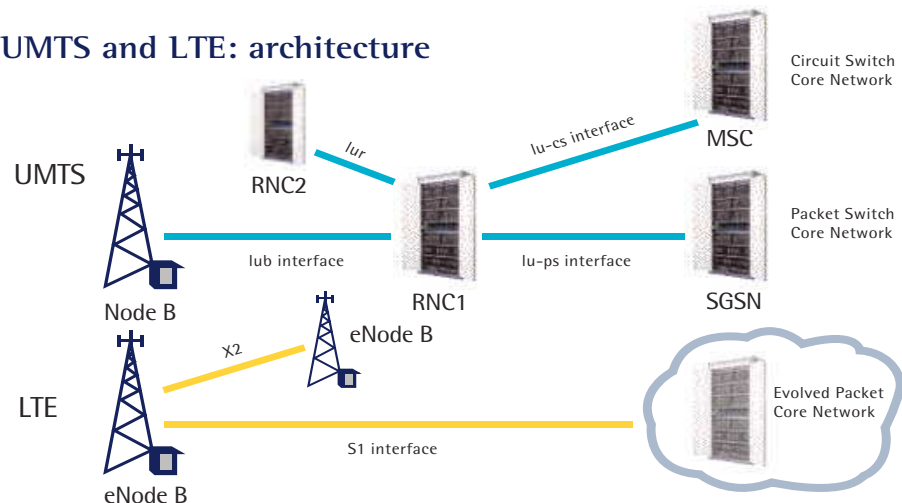 UMTS and LTE: architecture
Circuit Switch
Core Network
MSC
Iu-cs interface
Iur
RNC2
UMTS
Packet Switch
Core Network
Iub interface
Iu-ps interface
RNC1
SGSN
Node B
eNode B
X2
LTE
Evolved Packet
Core Network
S1 interface
eNode B